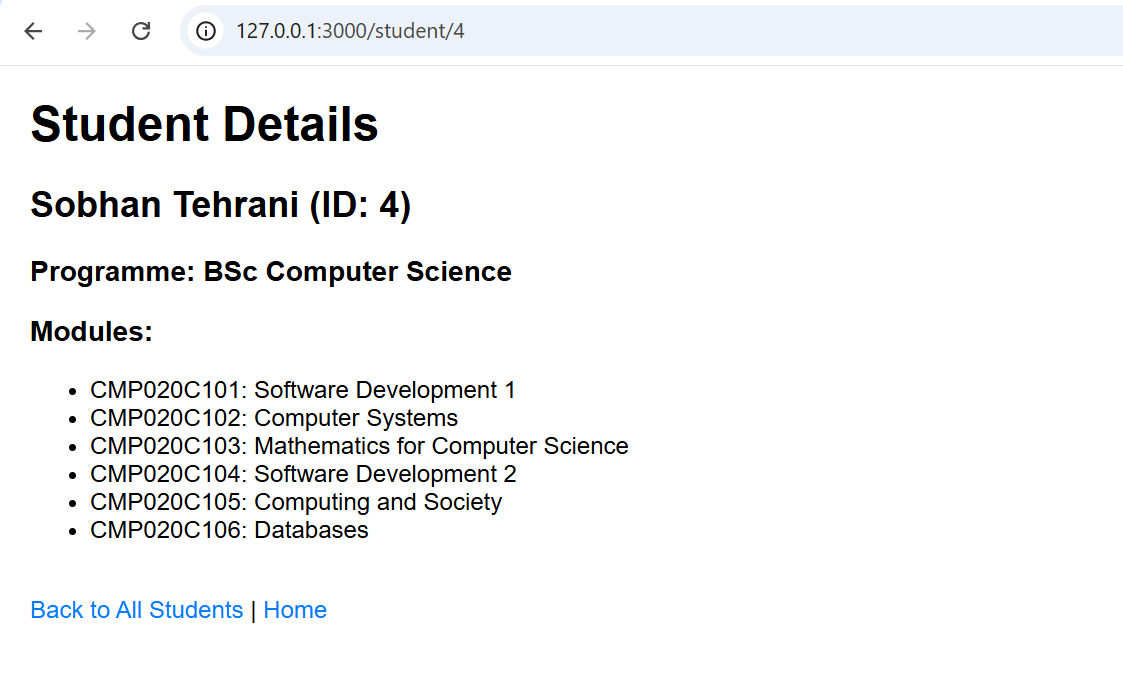 127.0.0.1:3000/student/4
Student Details
Sobhan Tehrani (ID: 4)
Programme: BSc Computer Science
Modules:
CMP020C101: Software Development 1
CMP020C102: Computer Systems
CMP020C103: Mathematics for Computer Science
CMP020C104: Software Development 2
CMP020C105: Computing and Society
CMP020C106: Databases
Back to All Students | Home